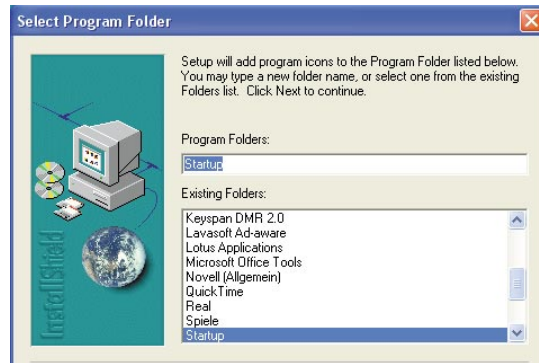 Select Program Folder
Setup will add program icons to the Program Folder listed below.
You may type a new folder name, or select one from the existing
Folders list. Click Next to continue.
Program Folders:
Startup
Existing Folders:
Keyspan DMR 2.0
Lavasoft Ad-aware
Lotus Applications
Microsoft Office Tools
Novell (Allgemein)
QuickTime
Real
Spiele
Startup
InstallShield